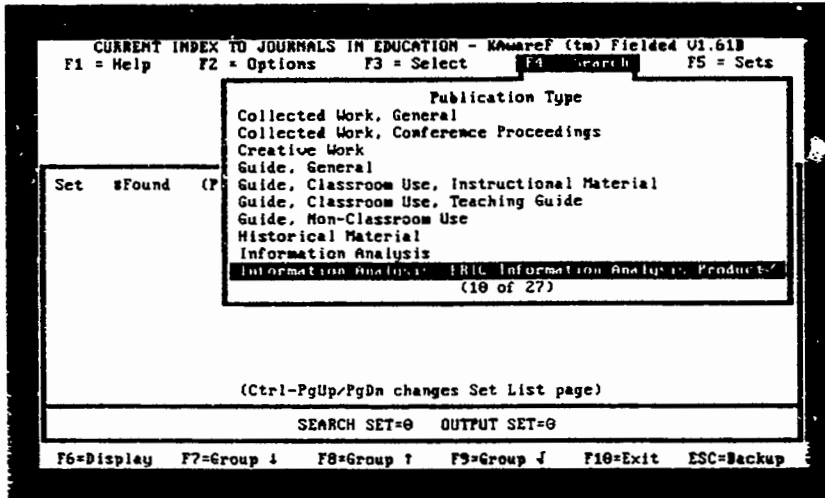 CURRENT INDEX TO JOURNALS IN EDUCATION - KAwareF (tm) Fielded V1.61B
F1 = Help F2 = Options F3 = Select F4 = Search F5 = Sets
Publication Type
Collected Work, General
Collected Work, Conference Proceedings
Creative Work
Guide, General
Set #Found (P Guide, Classroom Use, Instructional Material
Guide, Classroom Use, Teaching Guide
Guide, Non-Classroom Use
Historical Material
Information Analysis
Information Analysis, ERIC Information Analysis Products
(10 of 27)
(Ctrl-PgUp/PgDn changes Set List page)
SEARCH SET=0 OUTPUT SET=0
F6=Display F7=Group ↓ F8=Group ↑ F9=Group F10=Exit ESC=Backup